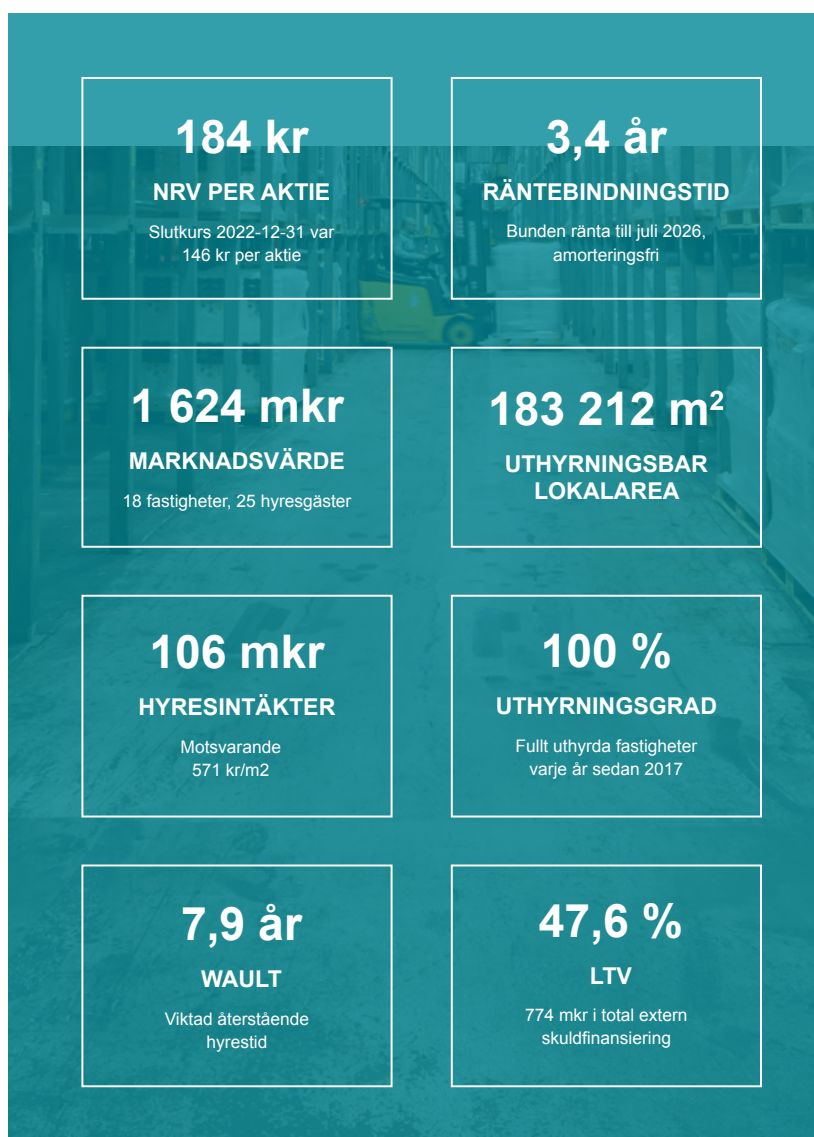 184 kr
NRV PER AKTIE
Slutkurs 2022-12-31 var
146 kr per aktie
3,4 år
RÄNTEBINDNINGSTID
Bunden ränta till juli 2026,
amorteringsfri
1 624 mkr
MARKNADSVÄRDE
18 fastigheter, 25 hyresgäster
183 212 m²
UTHYRNINGSBAR
LOKALAREA
106 mkr
HYRESINTÄKTER
Motsvarande
571 kr/m2
100 %
UTHYRNINGSGRAD
Fullt uthyrda fastigheter
varje år sedan 2017
7,9 år
WAULT
Viktad återstående
hyrestid
47,6 %
LTV
774 mkr i total extern
skuldfinansiering